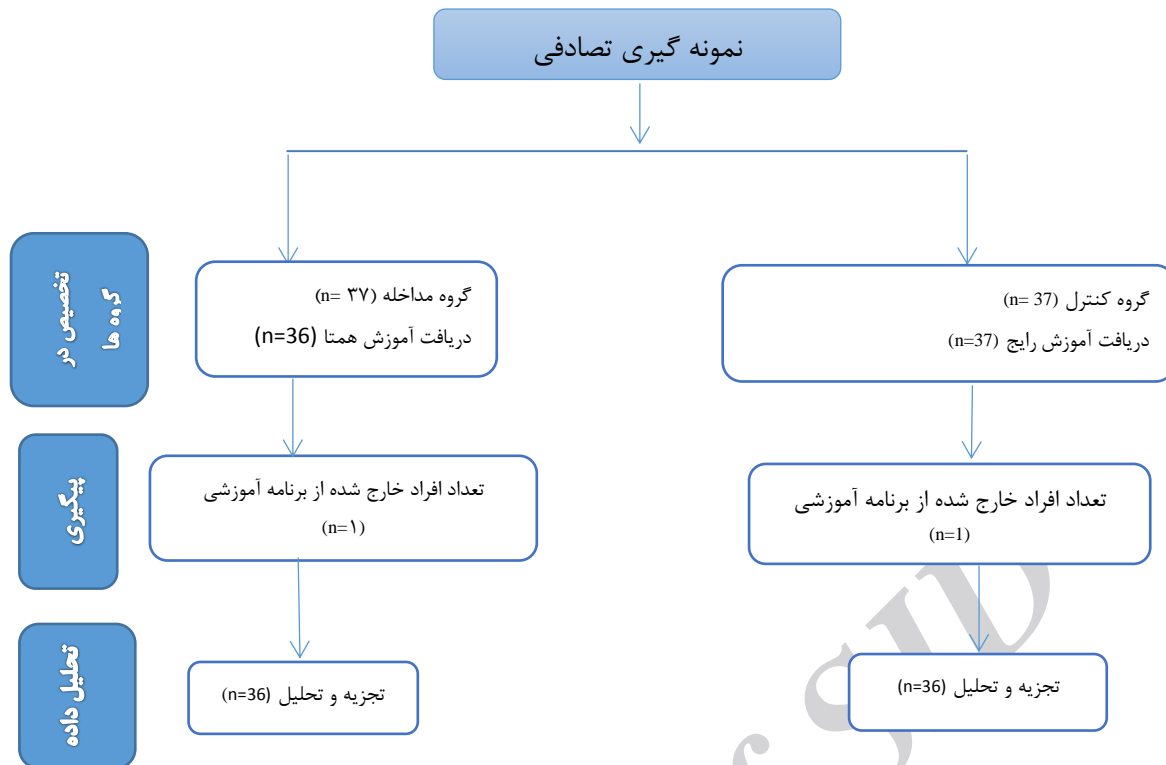 نمونه گیری تصادفی
تخصیص در
گروه ها
گروه کنترل (n= 37)
دریافت آموزش رایج (n=37)
گروه مداخله (n= ۳۷)
دریافت آموزش همتا (n=36)
پیگیری
تعداد افراد خارج شده از برنامه آموزشی
(n=1)
تعداد افراد خارج شده از برنامه آموزشی
(n=۱)
تحلیل داده
تجزیه و تحلیل (n=36)
تجزیه و تحلیل (n=36)
SID